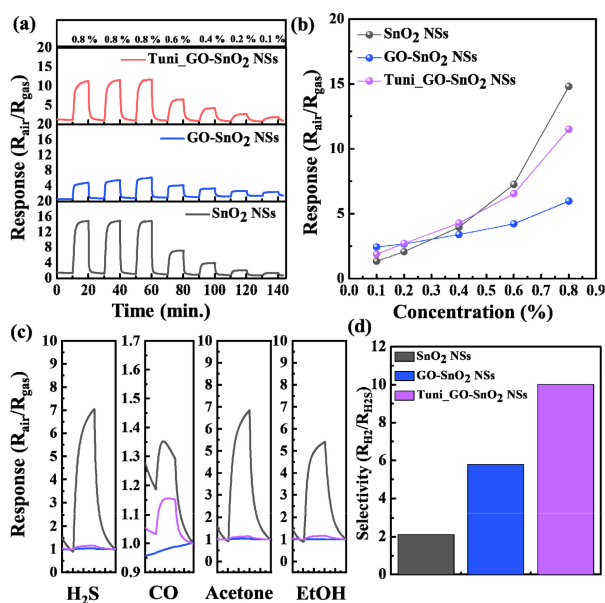 (a)
0.8 % 0.8 % 0.8 % 0.6 % 0.4 % 0.2 % 0.1 %
20
16
12
8
4
Tuni_GO-SnO2 NSs
20
16
12
8
4
GO-SnO2 NSs
20
16
12
8
4
0
SnO2 NSs
Response (Rair/Rgas)
0 20 40 60 80 100 120 140
Time (min.)
(b)
SnO2 NSs
GO-SnO2 NSs
Tuni_GO-SnO2 NSs
20
15
10
5
0
Response (Rair/Rgas)
0.0 0.1 0.2 0.3 0.4 0.5 0.6 0.7 0.8 0.9
Concentration (%)
(c)
Response (Rair/Rgas)
10
9
8
7
6
5
4
3
2
1
0
H2S
1.7
1.6
1.5
1.4
1.3
1.2
1.1
1.0
0.9
CO
10
9
8
7
6
5
4
3
2
1
0
Acetone
10
9
8
7
6
5
4
3
2
1
0
EtOH
(d)
SnO2 NSs
GO-SnO2 NSs
Tuni_GO-SnO2 NSs
12
10
8
6
4
2
0
Selectivity (RH2/RH2S)